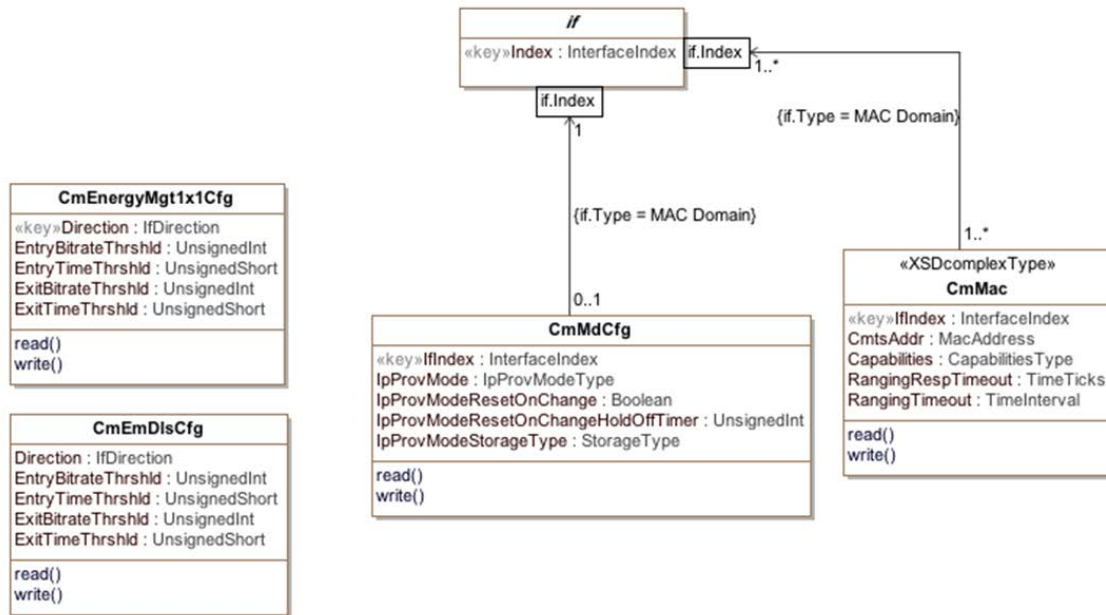 if
«key»Index : InterfaceIndex
if.Index
1..*
if.Index
1
{if.Type = MAC Domain}
{if.Type = MAC Domain}
0..1
1..*
CmEnergyMgt1x1Cfg
«key»Direction : IfDirection
EntryBitrateThrshld : UnsignedInt
EntryTimeThrshld : UnsignedShort
ExitBitrateThrshld : UnsignedInt
ExitTimeThrshld : UnsignedShort
read()
write()
CmEmDlsCfg
Direction : IfDirection
EntryBitrateThrshld : UnsignedInt
EntryTimeThrshld : UnsignedShort
ExitBitrateThrshld : UnsignedInt
ExitTimeThrshld : UnsignedShort
read()
write()
CmMdCfg
«key»IfIndex : InterfaceIndex
IpProvMode : IpProvModeType
IpProvModeResetOnChange : Boolean
IpProvModeResetOnChangeHoldOffTimer : UnsignedInt
IpProvModeStorageType : StorageType
read()
write()
«XSDcomplexType»
CmMac
«key»IfIndex : InterfaceIndex
CmtsAddr : MacAddress
Capabilities : CapabilitiesType
RangingRespTimeout : TimeTicks
RangingTimeout : TimeInterval
read()
write()